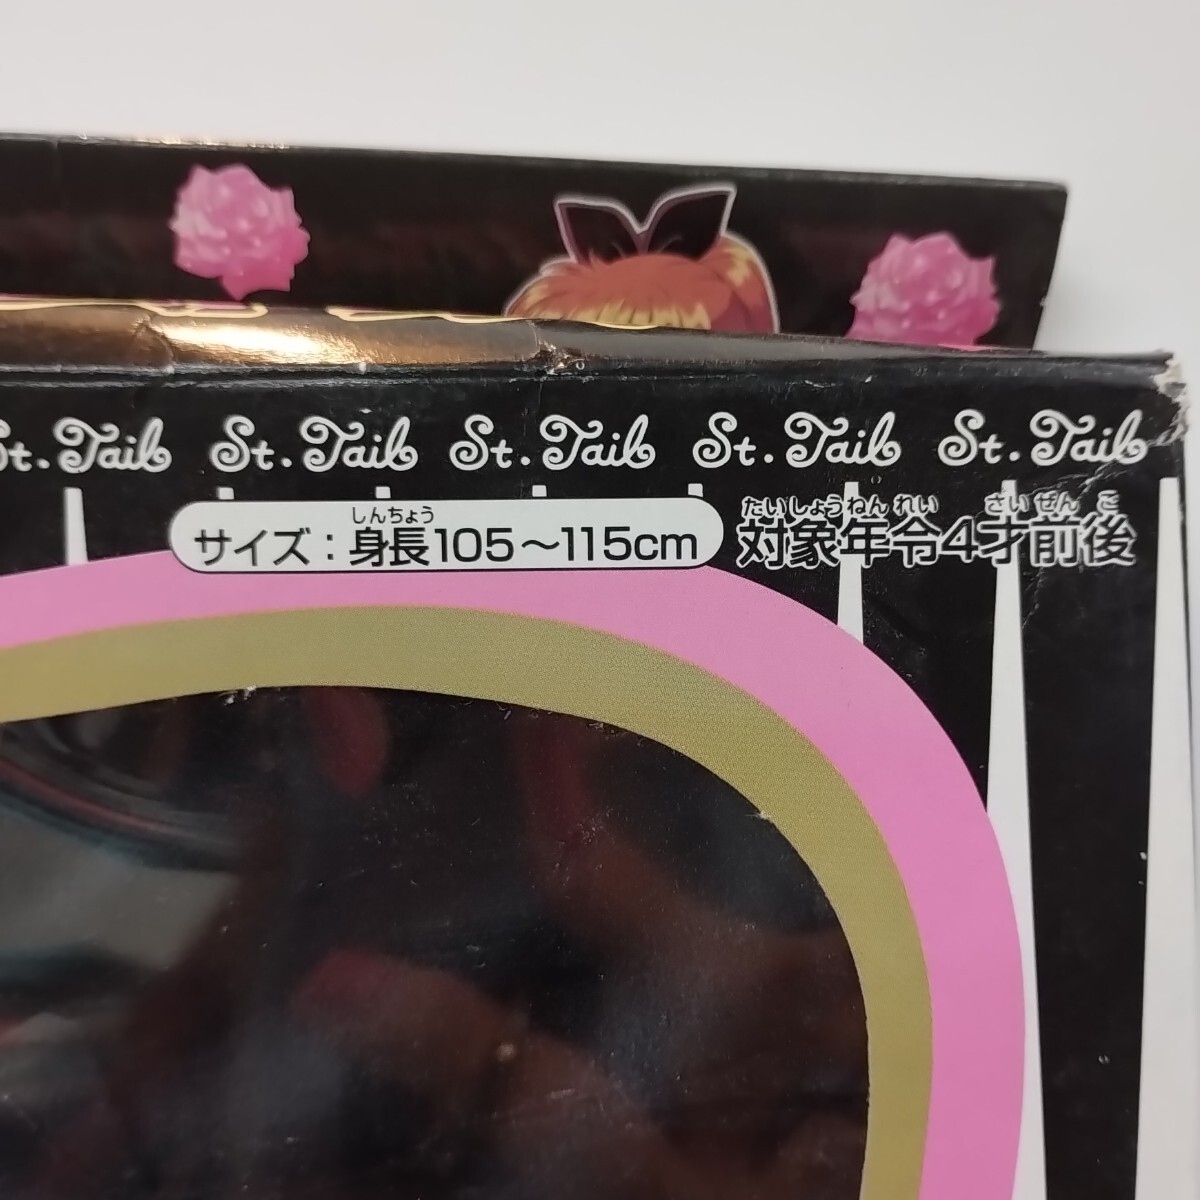 St. Tail St. Tail St. Tail St. Tail St. Tail
しんちょう
サイズ：身長105～115cm
たいしょうねんれい さいぜんご
対象年令4才前後